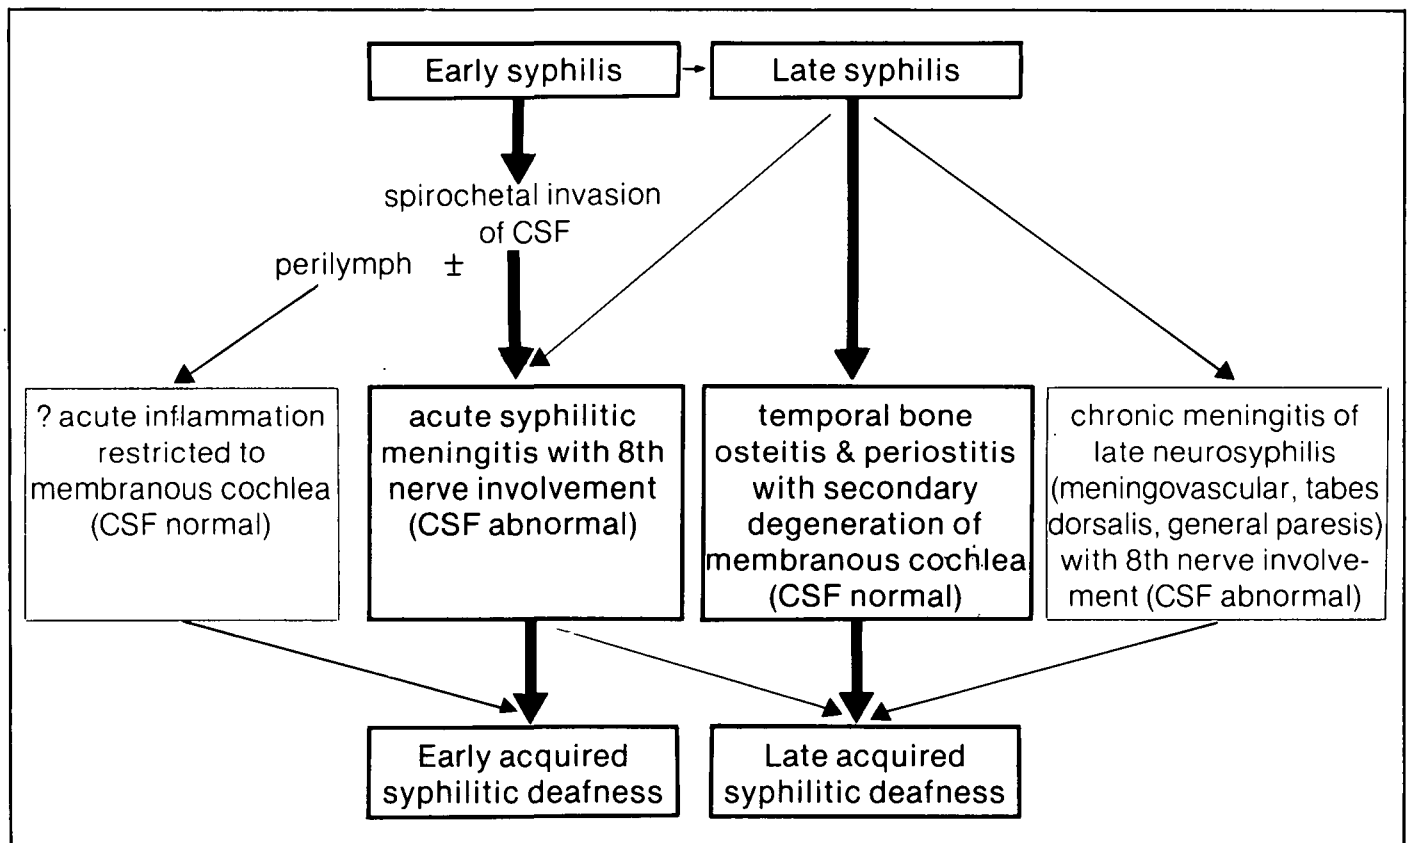 Early syphilis
Late syphilis
spirochetal invasion
of CSF
perilymph ±
? acute inflammation
restricted to
membranous cochlea
(CSF normal)
acute syphilitic
meningitis with 8th
nerve involvement
(CSF abnormal)
temporal bone
osteitis & periostitis
with secondary
degeneration of
membranous cochlea
(CSF normal)
chronic meningitis of
late neurosyphilis
(meningovascular, tabes
dorsalis, general paresis)
with 8th nerve involve-
ment (CSF abnormal)
Early acquired
syphilitic deafness
Late acquired
syphilitic deafness